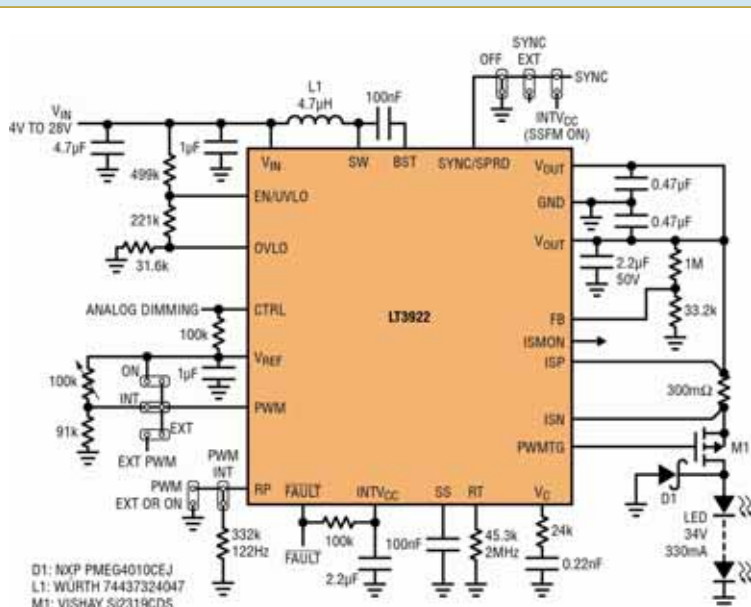 SYNC
OFF EXT
SYNC
INTVCC
(SSFM ON)
L1
4.7µH
100nF
VIN
4V TO 28V
4.7µF
1µF
499k
221k
31.6k
VIN
SW
BST
SYNC/SPRD
VOUT
EN/UVLO
GND
OVLO
VOUT
0.47µF
0.47µF
2.2µF
50V
1M
33.2k
ANALOG DIMMING
CTRL
100k
LT3922
FB
ISMON
ISP
VREF
1µF
100k
ON
INT
300mΩ
ISN
PWM
91k
EXT
EXT PWM
PWMTG
M1
PWM
INT
PWM
EXT OR ON
RP
FAULT
INTVCC
SS
RT
VC
D1
LED
34V
330mA
332k
122Hz
100k
FAULT
2.2µF
100nF
45.3k
2MHz
24k
0.22nF
D1: NXP PMEG4010CEJ
L1: WÜRTH 74437324047
M1: VISHAY Si2319CDS